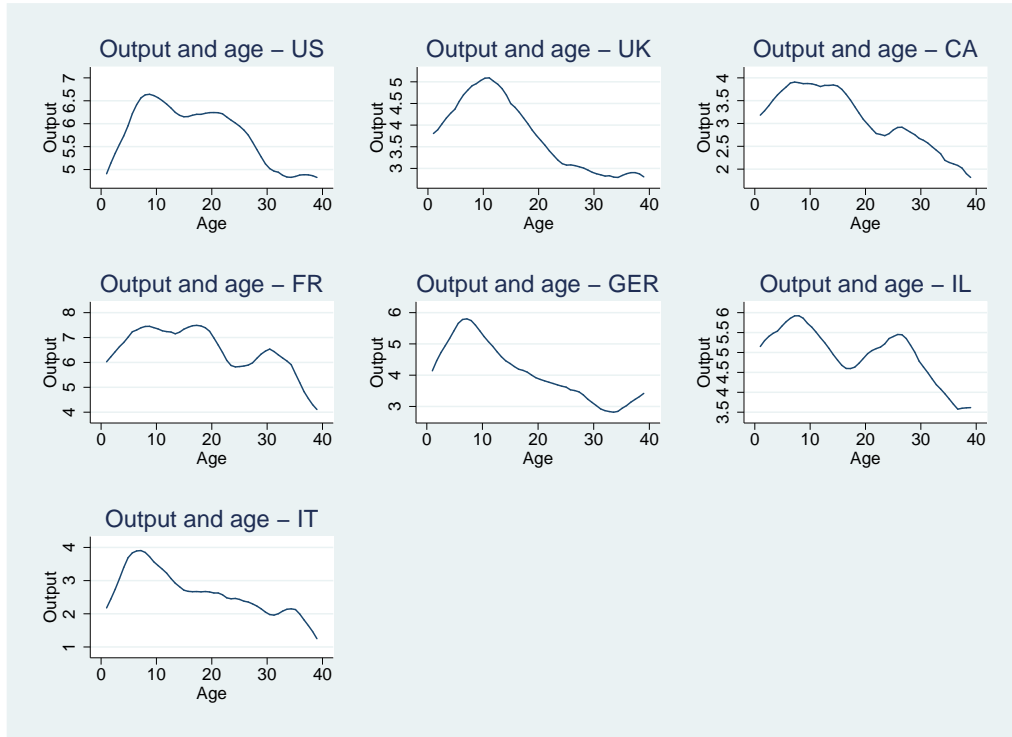 Output and age – US
Output
5 5.5 6 6.5 7
0 10 20 30 40
Age
Output and age – UK
Output
3 3.5 4 4.5 5
0 10 20 30 40
Age
Output and age – CA
Output
2 2.5 3 3.5 4
0 10 20 30 40
Age
Output and age – FR
Output
4 5 6 7 8
0 10 20 30 40
Age
Output and age – GER
Output
3 4 5 6
0 10 20 30 40
Age
Output and age – IL
Output
3.5 4 4.5 5 5.5 6
0 10 20 30 40
Age
Output and age – IT
Output
1 2 3 4
0 10 20 30 40
Age